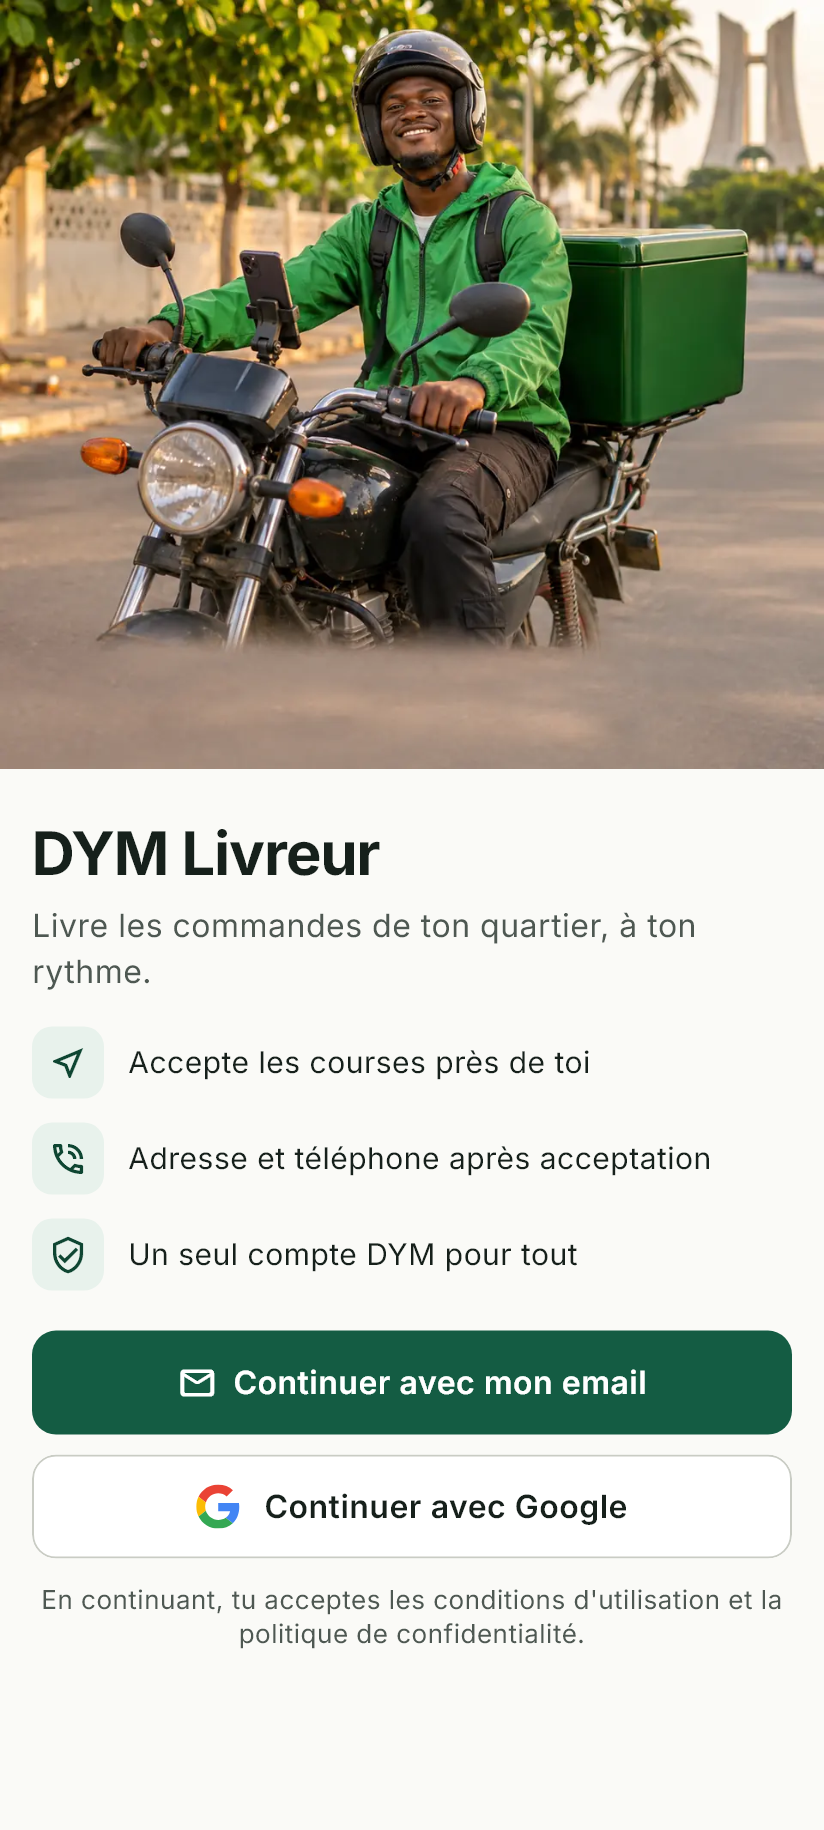 DYM Livreur
Livre les commandes de ton quartier, à ton
rythme.
Accepte les courses près de toi
Adresse et téléphone après acceptation
Un seul compte DYM pour tout
Continuer avec mon email
Continuer avec Google
En continuant, tu acceptes les conditions d'utilisation et la
politique de confidentialité.